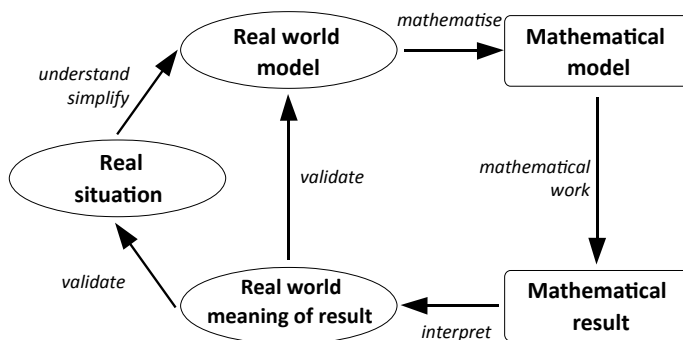 Real world
model
mathematise
Mathematical
model
understand
simplify
Real
situation
validate
mathematical
work
validate
Real world
meaning of result
interpret
Mathematical
result